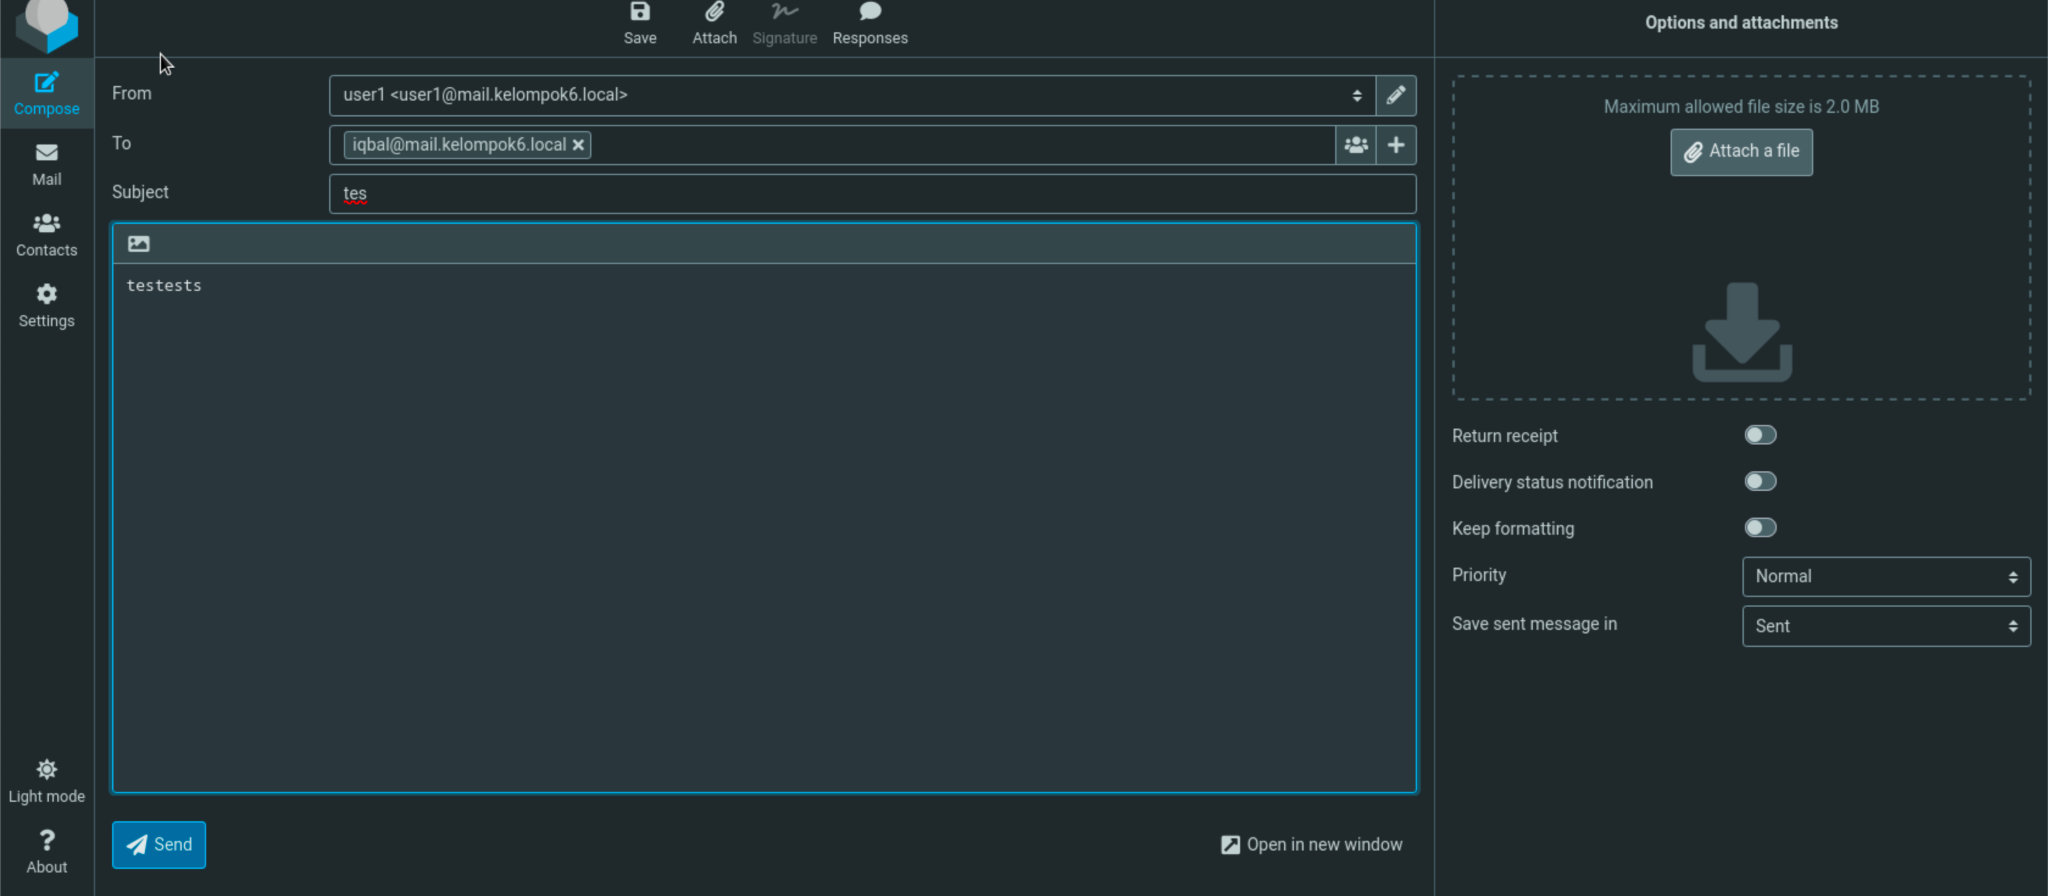 Save Attach Signature Responses
Options and attachments
Compose
Mail
Contacts
Settings
Light mode
About
From user1 <user1@mail.kelompok6.local>
To iqbal@mail.kelompok6.local
Subject tes
testests
Send Open in new window
Maximum allowed file size is 2.0 MB
Attach a file
Return receipt
Delivery status notification
Keep formatting
Priority Normal
Save sent message in Sent